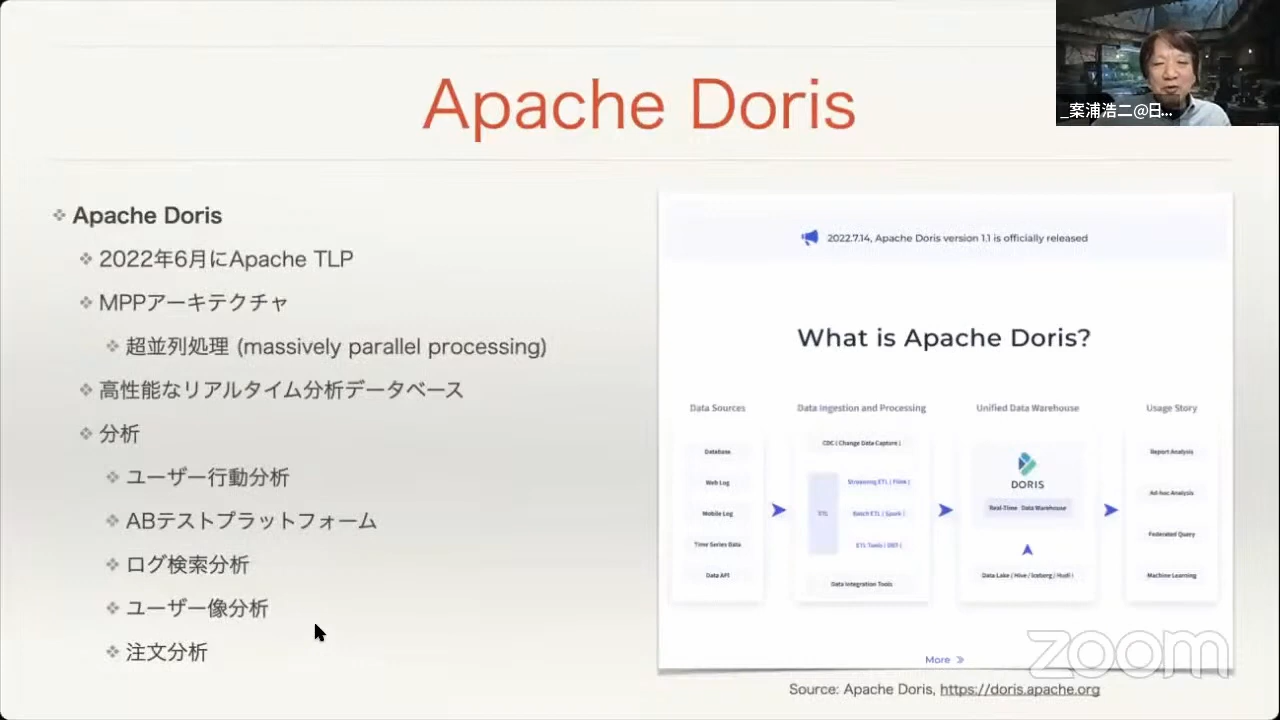 Apache Doris
_案浦浩二@日...
Apache Doris
2022年6月にApache TLP
MPPアーキテクチャ
超並列処理 (massively parallel processing)
高性能なリアルタイム分析データベース
分析
ユーザー行動分析
ABテストプラットフォーム
ログ検索分析
ユーザー像分析
注文分析
2022.7.14, Apache Doris version 1.1 is officially released
What is Apache Doris?
Data Sources
Database
Web Log
Mobile Log
Time Series Data
Data API
Data Ingestion and Processing
CDC ( Change Data Capture )
ETL
Streaming ETL ( Flink )
Batch ETL ( Spark )
ETL Tools ( DBT )
Data Integration Tools
Unified Data Warehouse
DORIS
Real-Time Data Warehouse
Data Lake ( Hive / Iceberg / Hudi )
Usage Story
Report Analysis
Ad-hoc Analysis
Federated Query
Machine Learning
More
Source: Apache Doris, https://doris.apache.org
zoom